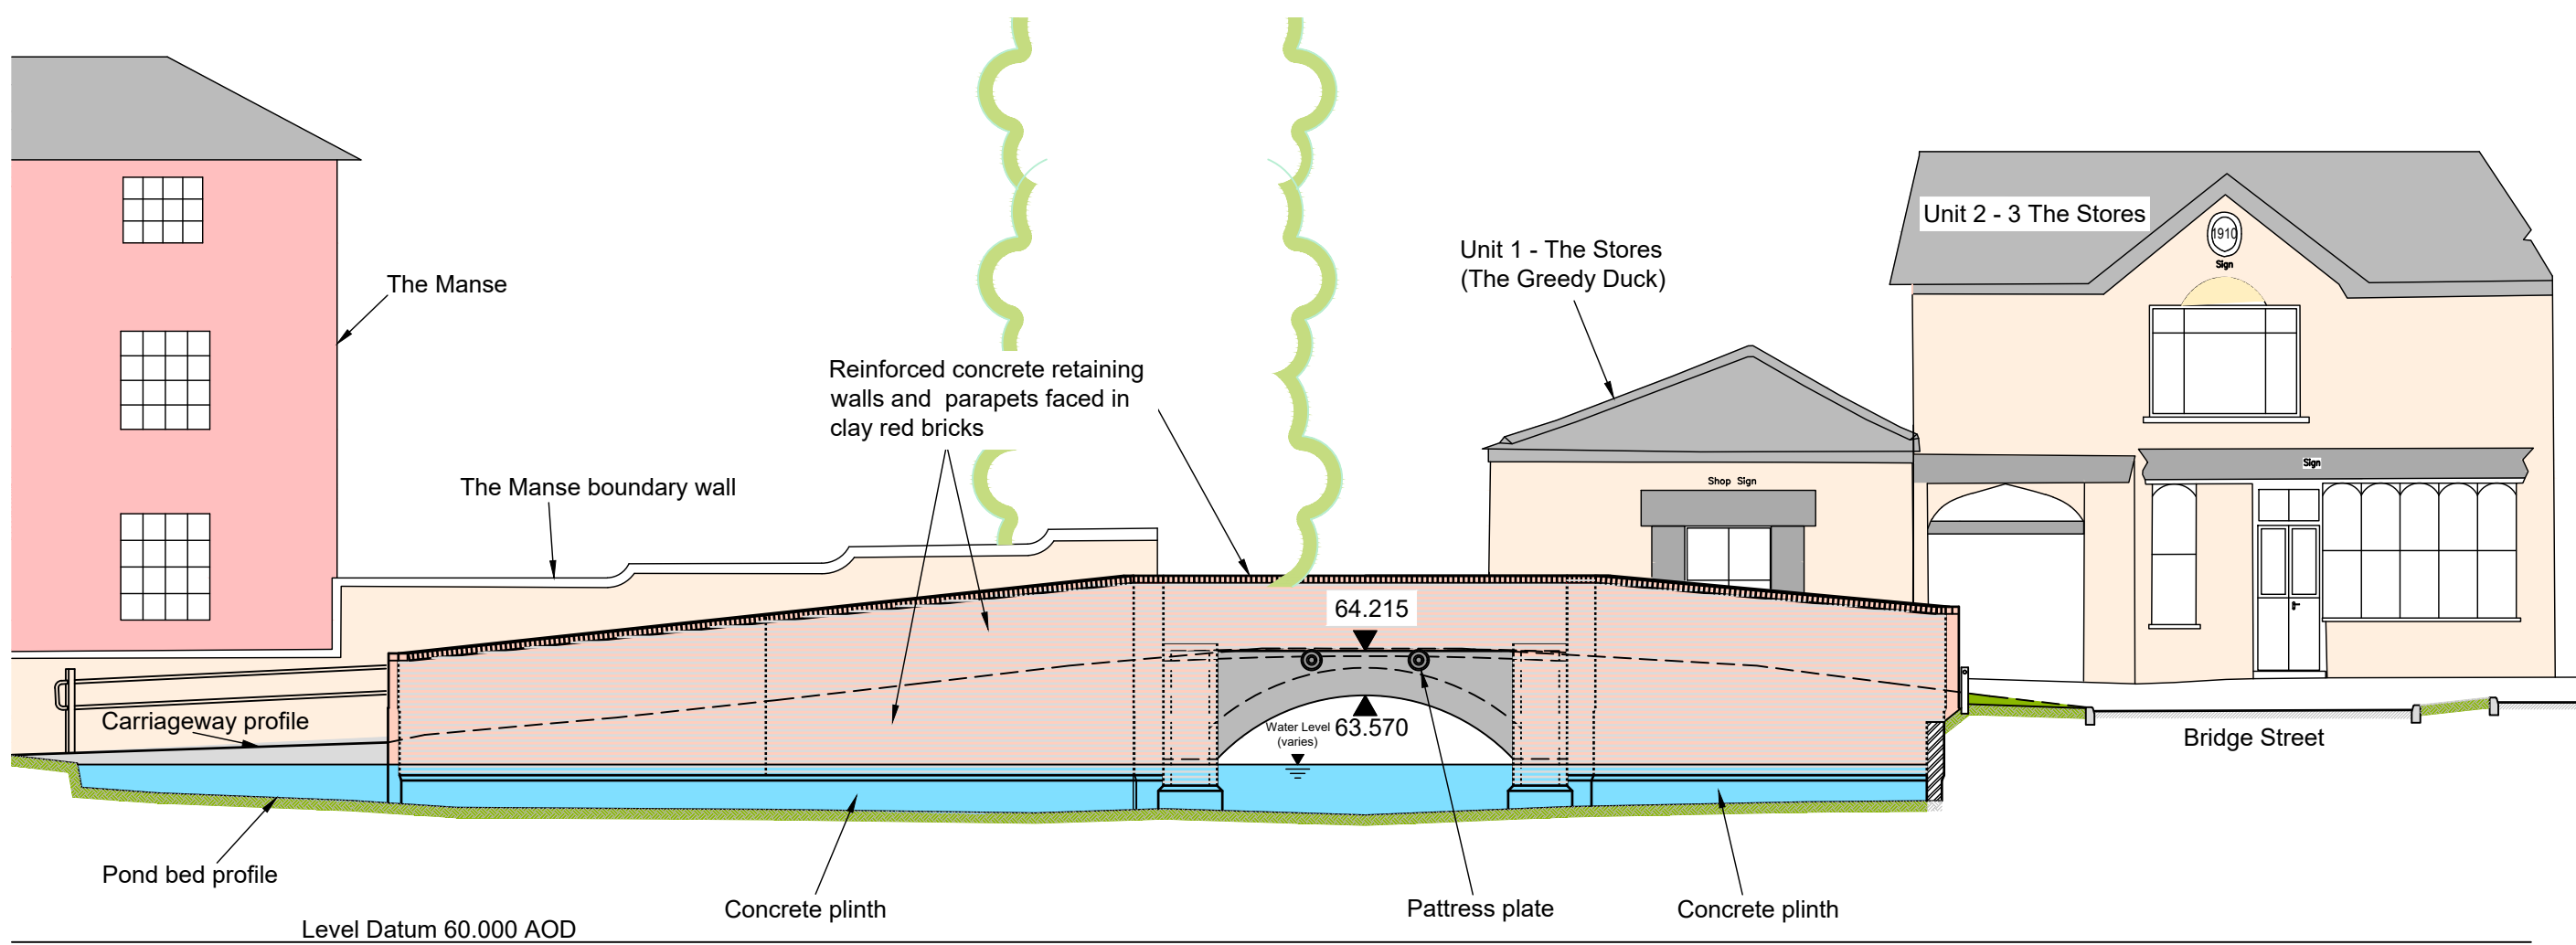 Unit 2 - 3 The Stores
1910
Sign
Unit 1 - The Stores
(The Greedy Duck)
The Manse
Reinforced concrete retaining
walls and parapets faced in
clay red bricks
Sign
Shop Sign
The Manse boundary wall
64.215
Carriageway profile
Water Level
(varies)
63.570
Bridge Street
Pond bed profile
Concrete plinth
Pattress plate
Concrete plinth
Level Datum 60.000 AOD